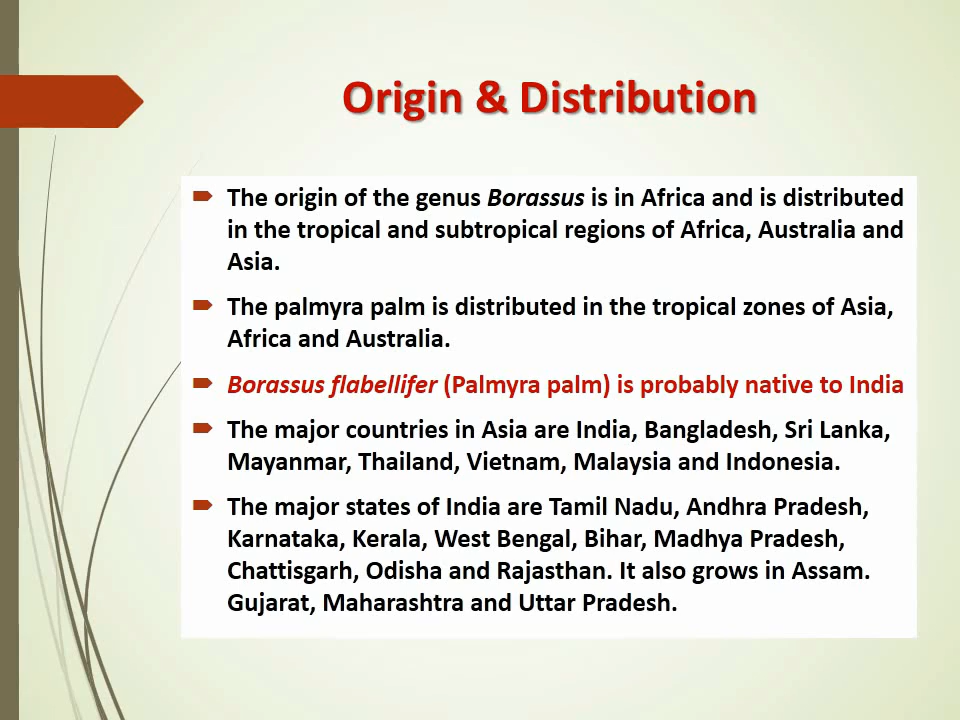 Origin & Distribution
The origin of the genus Borassus is in Africa and is distributed
in the tropical and subtropical regions of Africa, Australia and
Asia.
The palmyra palm is distributed in the tropical zones of Asia,
Africa and Australia.
Borassus flabellifer (Palmyra palm) is probably native to India
The major countries in Asia are India, Bangladesh, Sri Lanka,
Mayanmar, Thailand, Vietnam, Malaysia and Indonesia.
The major states of India are Tamil Nadu, Andhra Pradesh,
Karnataka, Kerala, West Bengal, Bihar, Madhya Pradesh,
Chattisgarh, Odisha and Rajasthan. It also grows in Assam.
Gujarat, Maharashtra and Uttar Pradesh.